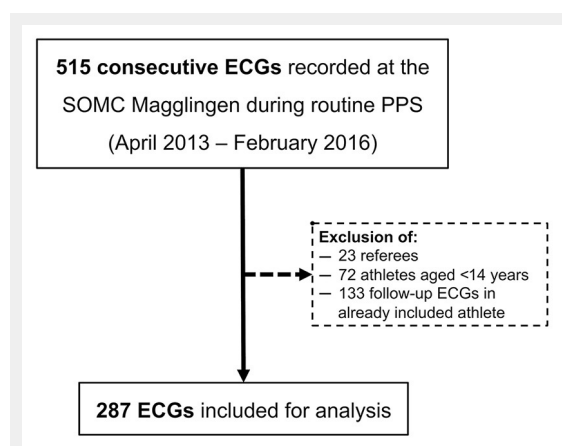 515 consecutive ECGs recorded at the
SOMC Magglingen during routine PPS
(April 2013 – February 2016)
Exclusion of:
— 23 referees
— 72 athletes aged <14 years
— 133 follow-up ECGs in
already included athlete
287 ECGs included for analysis